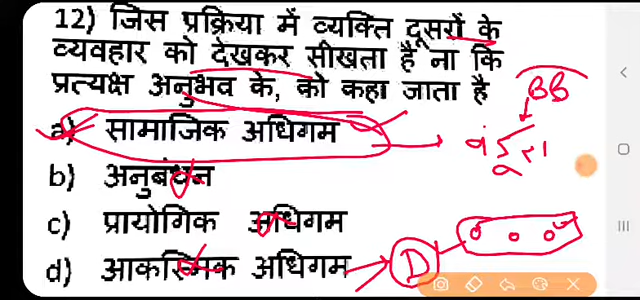 12) जिस प्रक्रिया में व्यक्ति दूसरों के
व्यवहार को देखकर सीखता है ना कि
प्रत्यक्ष अनुभव के, को कहा जाता है
BB
a) सामाजिक अधिगम
b) अनुबंधन
c) प्रायोगिक अधिगम
d) आकस्मिक अधिगम
D